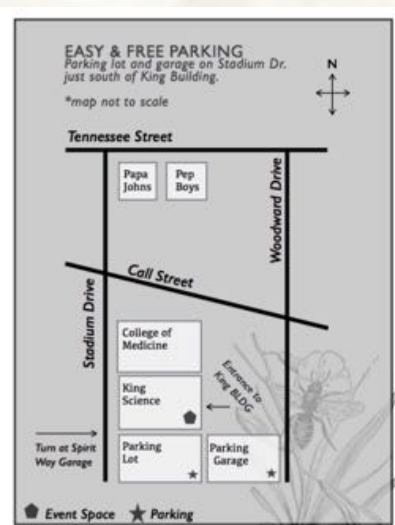 EASY & FREE PARKING
Parking lot and garage on Stadium Dr.
just south of King Building.
*map not to scale
N
Tennessee Street
Papa
Johns
Pep
Boys
Woodward Drive
Call Street
Stadium Drive
College of
Medicine
King
Science
Entrance to
King BLDG
Turn at Spirit
Way Garage
Parking
Lot
Parking
Garage
Event Space
Parking